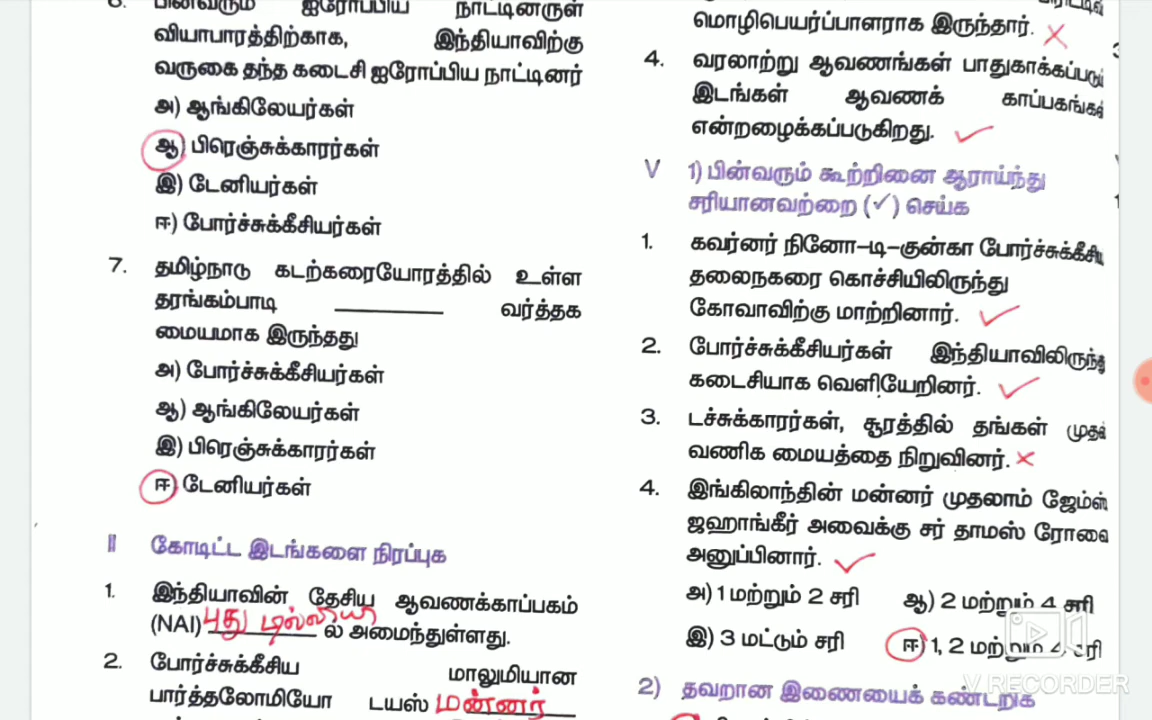 6. பின்வரும் ஐரோப்பிய நாட்டினருள்
வியாபாரத்திற்காக, இந்தியாவிற்கு
வருகை தந்த கடைசி ஐரோப்பிய நாட்டினர்
அ) ஆங்கிலேயர்கள்
ஆ) பிரெஞ்சுக்காரர்கள்
இ) டேனியர்கள்
ஈ) போர்ச்சுக்கீசியர்கள்
7. தமிழ்நாடு கடற்கரையோரத்தில் உள்ள
தரங்கம்பாடி __________ வர்த்தக
மையமாக இருந்தது
அ) போர்ச்சுக்கீசியர்கள்
ஆ) ஆங்கிலேயர்கள்
இ) பிரெஞ்சுக்காரர்கள்
ஈ) டேனியர்கள்
II கோடிட்ட இடங்களை நிரப்புக
1. இந்தியாவின் தேசிய ஆவணக்காப்பகம்
(NAI) புது டில்லியி ல் அமைந்துள்ளது.
2. போர்ச்சுக்கீசிய மாலுமியான
பார்த்தலோமியோ டயஸ் மன்னர்
மொழிபெயர்ப்பாளராக இருந்தார். ✗
4. வரலாற்று ஆவணங்கள் பாதுகாக்கப்படும்
இடங்கள் ஆவணக் காப்பகங்கள்
என்றழைக்கப்படுகிறது. ✓
V 1) பின்வரும் கூற்றினை ஆராய்ந்து
சரியானவற்றை (✓) செய்க
1. கவர்னர் நினோ-டி-குன்கா போர்ச்சுக்கீசிய
தலைநகரை கொச்சியிலிருந்து
கோவாவிற்கு மாற்றினார். ✓
2. போர்ச்சுக்கீசியர்கள் இந்தியாவிலிருந்து
கடைசியாக வெளியேறினர். ✓
3. டச்சுக்காரர்கள், சூரத்தில் தங்கள் முதல்
வணிக மையத்தை நிறுவினர். ✗
4. இங்கிலாந்தின் மன்னர் முதலாம் ஜேம்ஸ்
ஜஹாங்கீர் அவைக்கு சர் தாமஸ் ரோவை
அனுப்பினார். ✓
அ) 1 மற்றும் 2 சரி ஆ) 2 மற்றும் 4 சரி
இ) 3 மட்டும் சரி ஈ) 1, 2 மற்றும் 4 சரி
2) தவறான இணையைக் கண்டறிக
V RECORDER